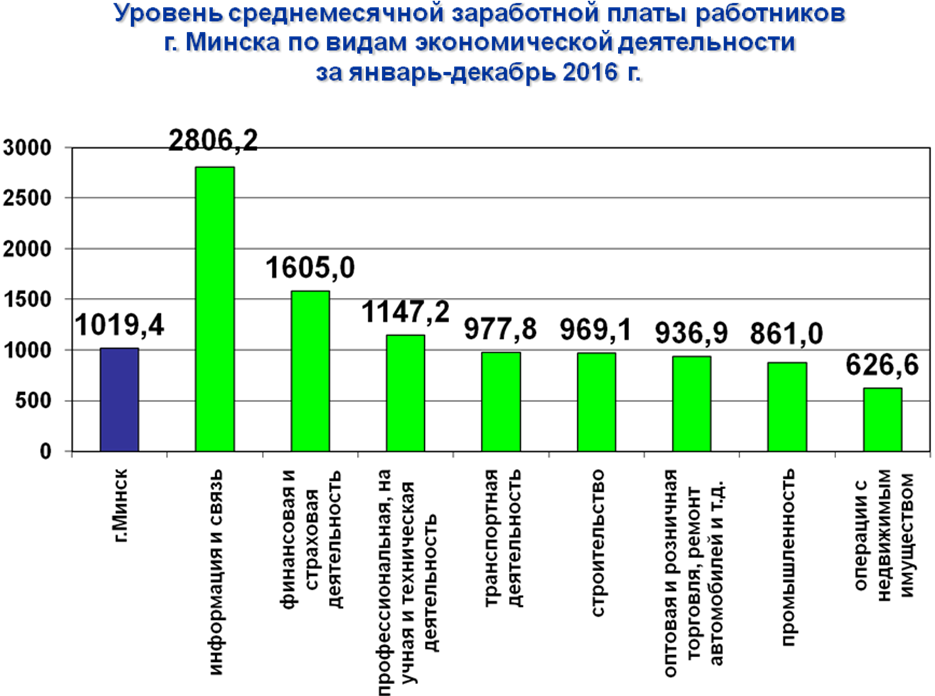 Уровень среднемесячной заработной платы работников
г. Минска по видам экономической деятельности
за январь-декабрь 2016 г.
3000
2500
2000
1500
1000
500
0
1019,4
2806,2
1605,0
1147,2
977,8
969,1
936,9
861,0
626,6
г.Минск
информация и связь
финансовая и
страховая
деятельность
профессиональная, на
учная и техническая
деятельность
транспортная
деятельность
строительство
оптовая и розничная
торговля, ремонт
автомобилей и т.д.
промышленность
операции с
недвижимым
имуществом